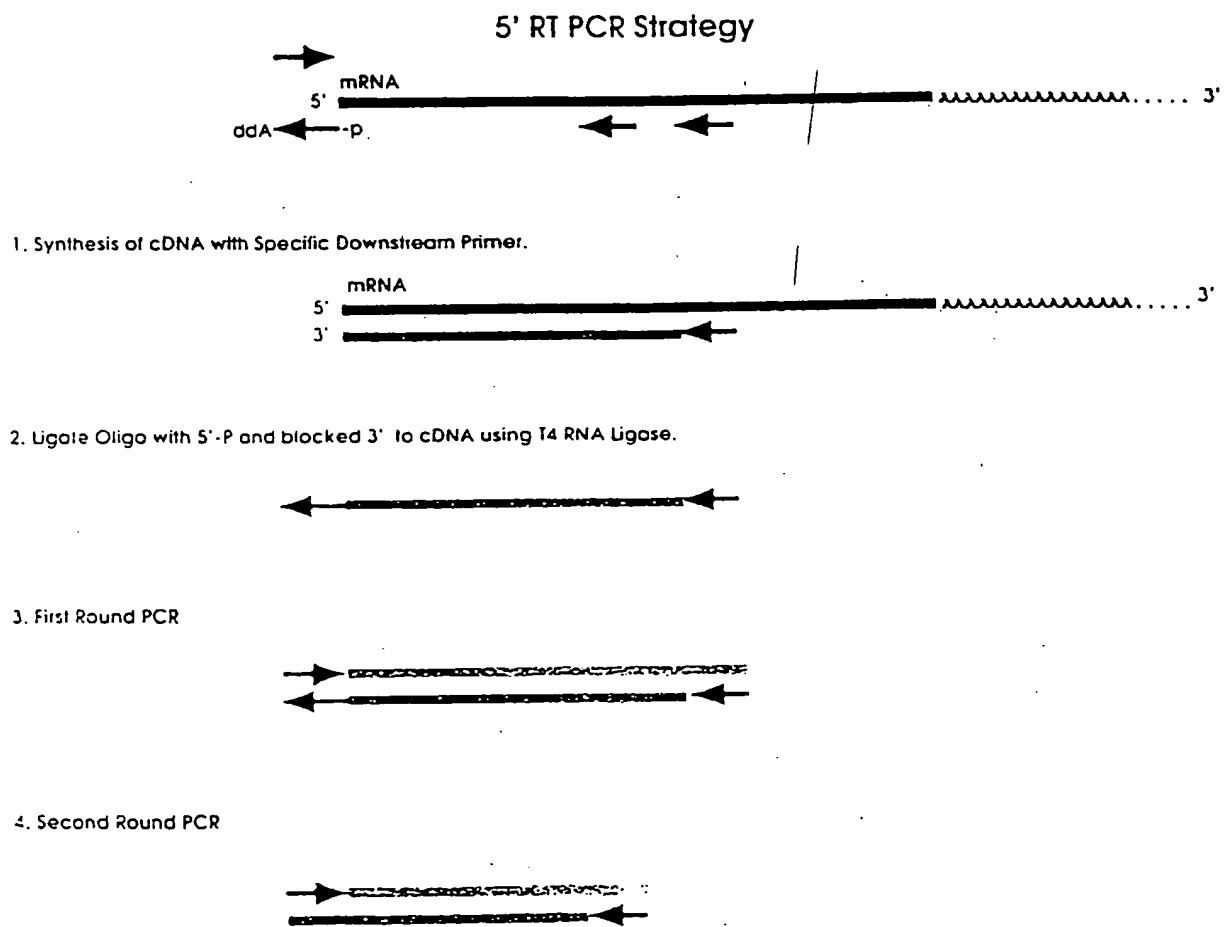 5' RT PCR Strategy
mRNA
5'
3'
ddA
-p
1. Synthesis of cDNA with Specific Downstream Primer.
mRNA
5'
3'
3'
2. Ligate Oligo with 5'-P and blocked 3' to cDNA using T4 RNA Ligase.
3. First Round PCR
4. Second Round PCR